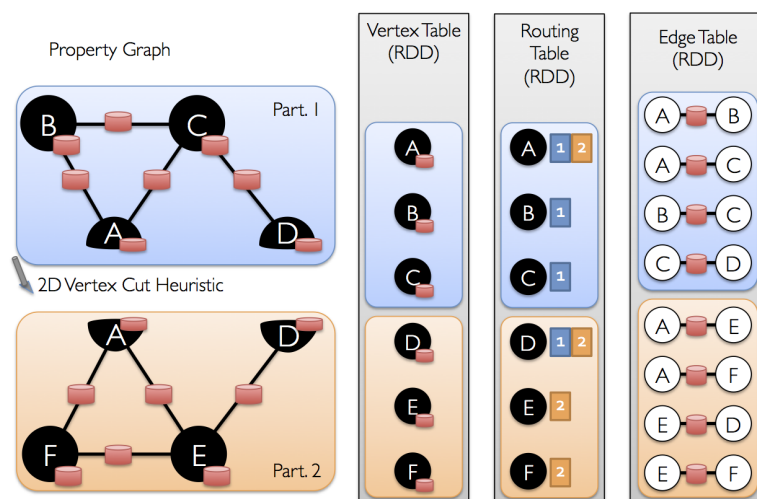 Property Graph
Part. 1
B
C
A
D
2D Vertex Cut Heuristic
A
D
F
E
Part. 2
Vertex Table
(RDD)
A
B
C
D
E
F
Routing
Table
(RDD)
A 1 2
B 1
C 1
D 1 2
E 2
F 2
Edge Table
(RDD)
A B
A C
B C
C D
A E
A F
E D
E F